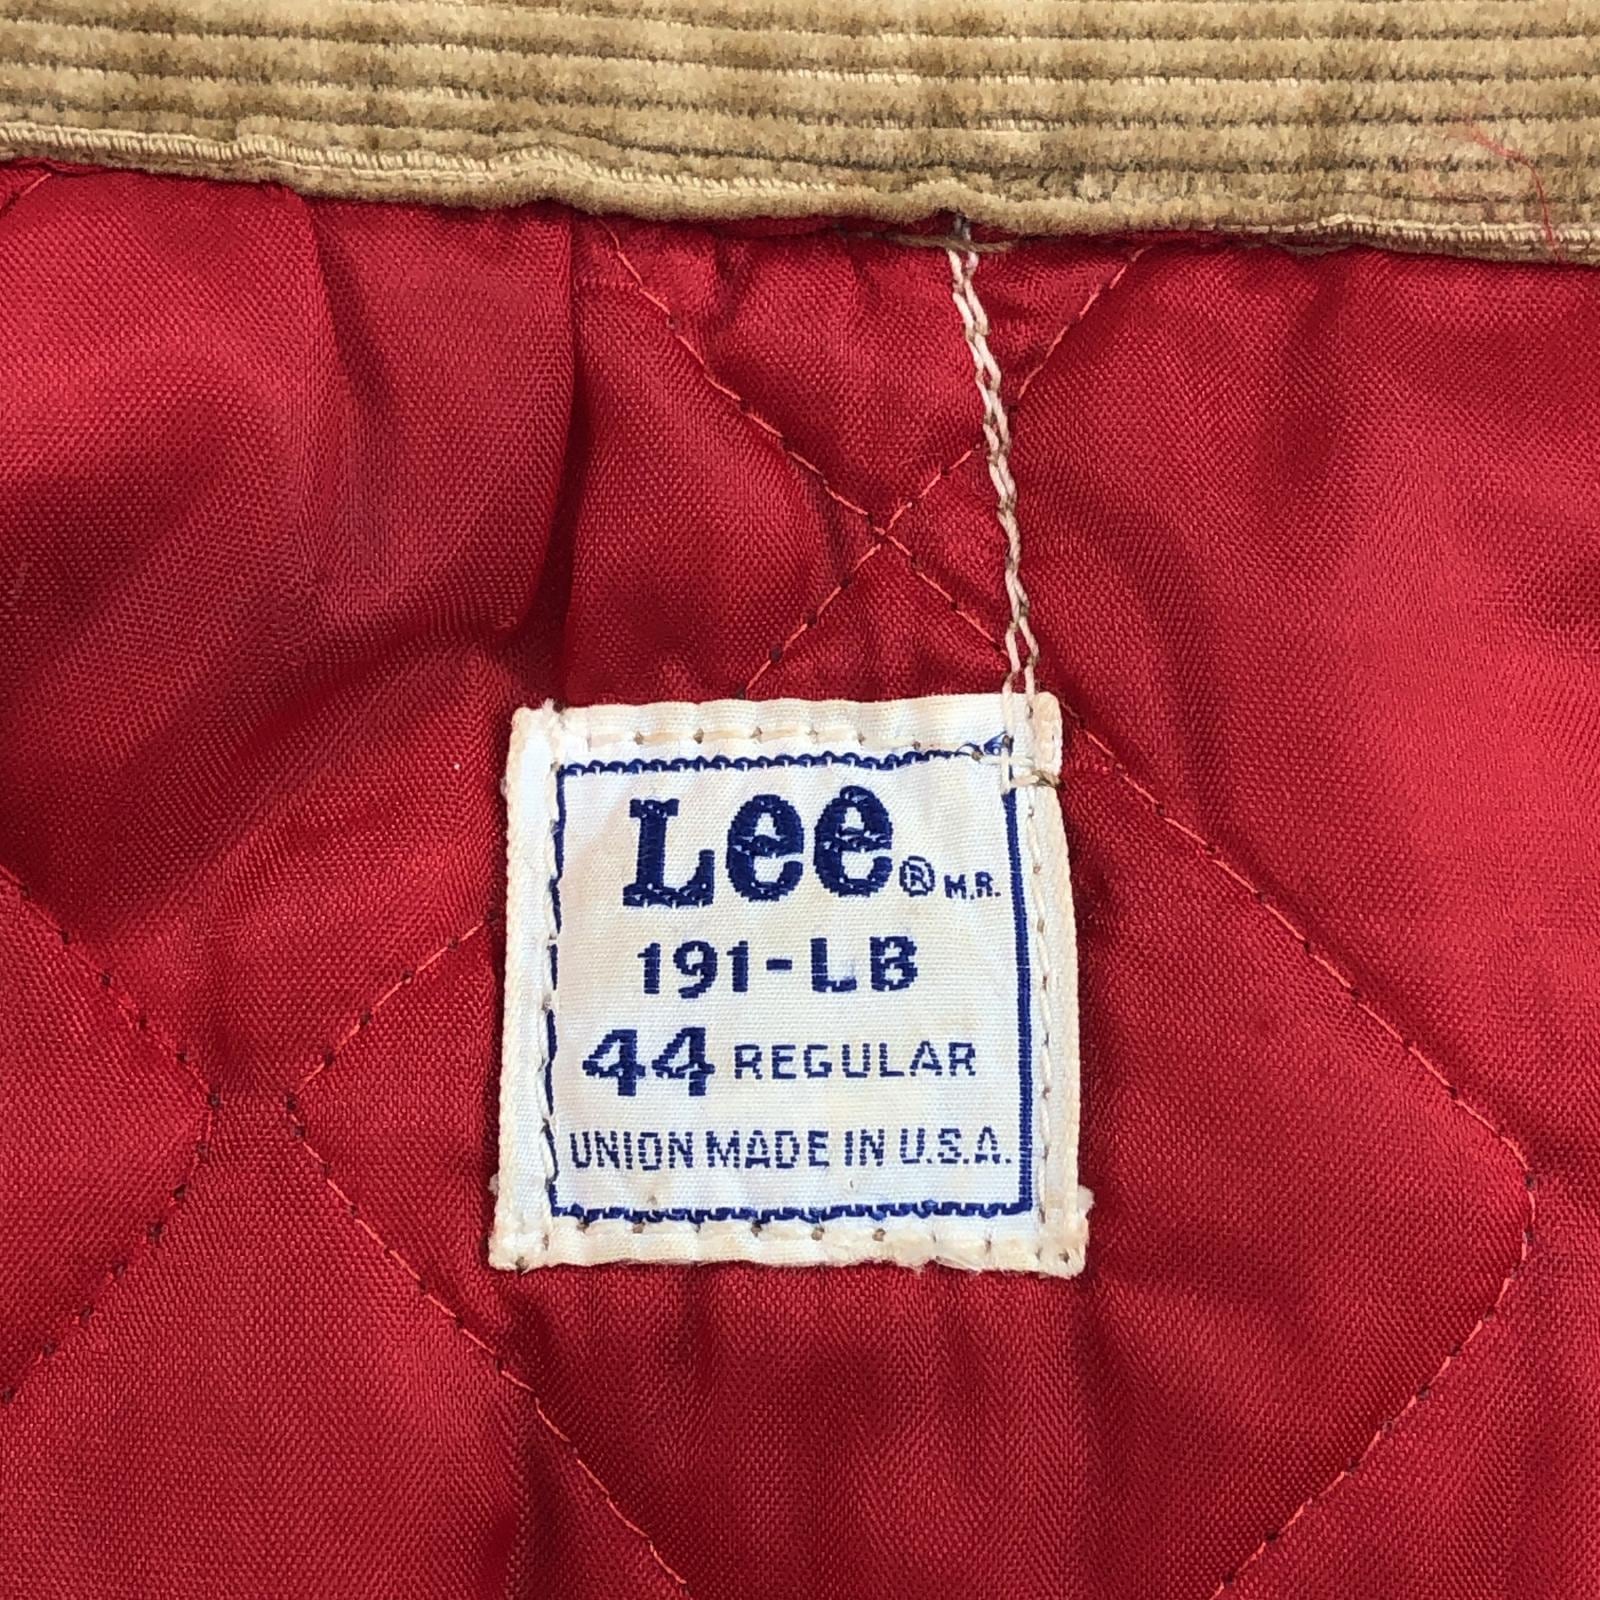 Lee® M.R.
191-LB
44 REGULAR
UNION MADE IN U.S.A.